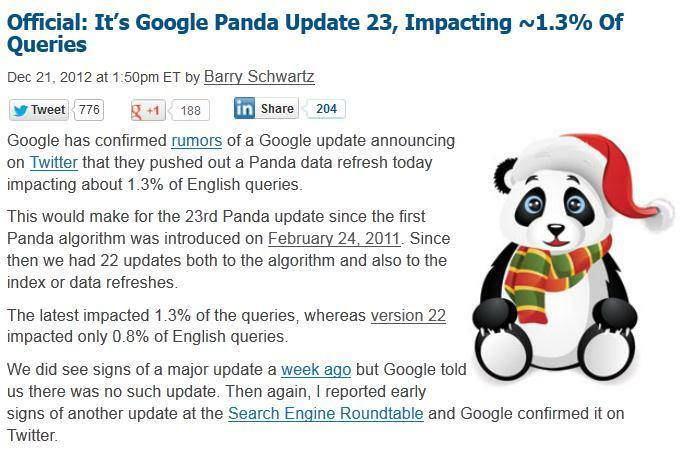 Official: It's Google Panda Update 23, Impacting ~1.3% Of
Queries
Dec 21, 2012 at 1:50pm ET by Barry Schwartz
Tweet 776 +1 188 in Share 204
Google has confirmed rumors of a Google update announcing
on Twitter that they pushed out a Panda data refresh today
impacting about 1.3% of English queries.
This would make for the 23rd Panda update since the first
Panda algorithm was introduced on February 24, 2011. Since
then we had 22 updates both to the algorithm and also to the
index or data refreshes.
The latest impacted 1.3% of the queries, whereas version 22
impacted only 0.8% of English queries.
We did see signs of a major update a week ago but Google told
us there was no such update. Then again, I reported early
signs of another update at the Search Engine Roundtable and Google confirmed it on
Twitter.